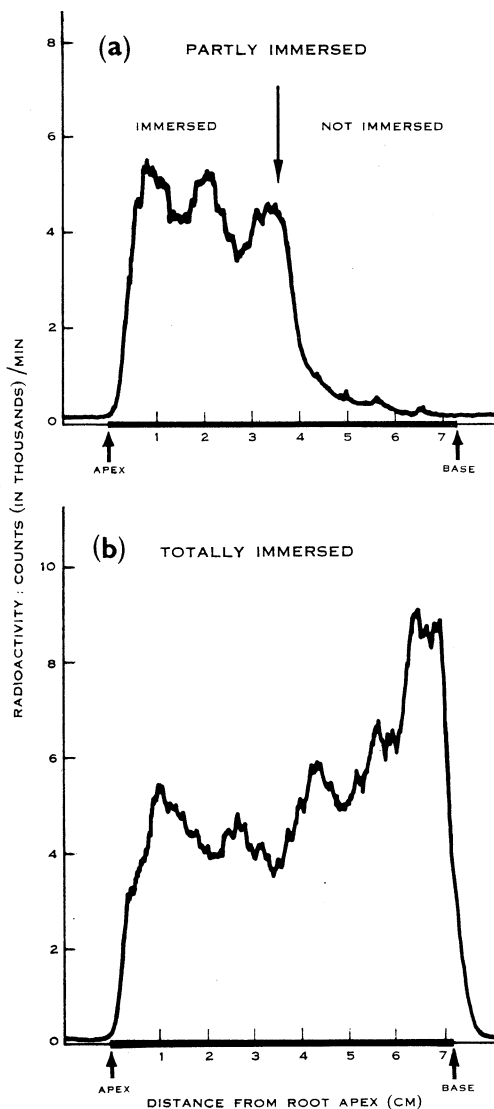 (a) PARTLY IMMERSED
IMMERSED
NOT IMMERSED
8
6
4
2
0
1 2 3 4 5 6 7
APEX
BASE
(b) TOTALLY IMMERSED
10
8
6
4
2
0
1 2 3 4 5 6 7
APEX
BASE
DISTANCE FROM ROOT APEX (CM)
RADIOACTIVITY: COUNTS (IN THOUSANDS) /MIN